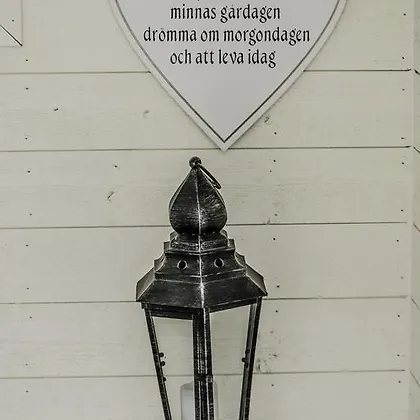 minnas gårdagen
drömma om morgondagen
och att leva idag